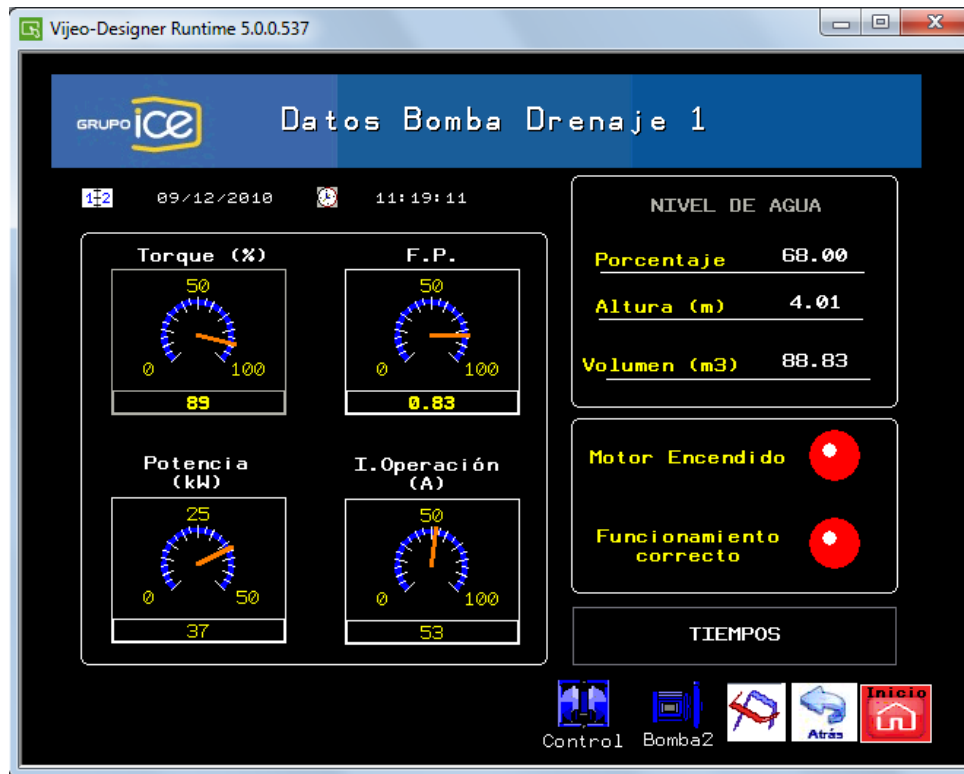 Vijeo-Designer Runtime 5.0.0.537
GRUPO ice
Datos Bomba Drenaje 1
1 2 09/12/2010 11:19:11
Torque (%)
50
0 100
89
F.P.
50
0 100
0.83
Potencia
(kW)
25
0 50
37
I.Operación
(A)
50
0 100
53
NIVEL DE AGUA
Porcentaje 68.00
Altura (m) 4.01
Volumen (m3) 88.83
Motor Encendido
Funcionamiento
correcto
TIEMPOS
Control
Bomba2
Atrás
Inicio